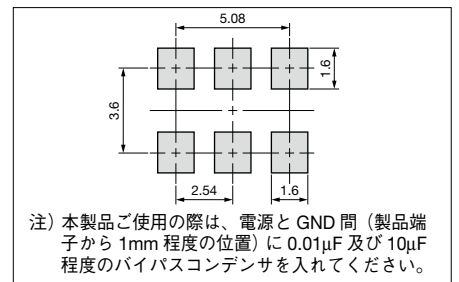 5.08
1.6
3.6
2.54
1.6
注) 本製品ご使用の際は、電源と GND 間（製品端
子から 1mm 程度の位置）に 0.01μF 及び 10μF
程度のバイパスコンデンサを入れてください。